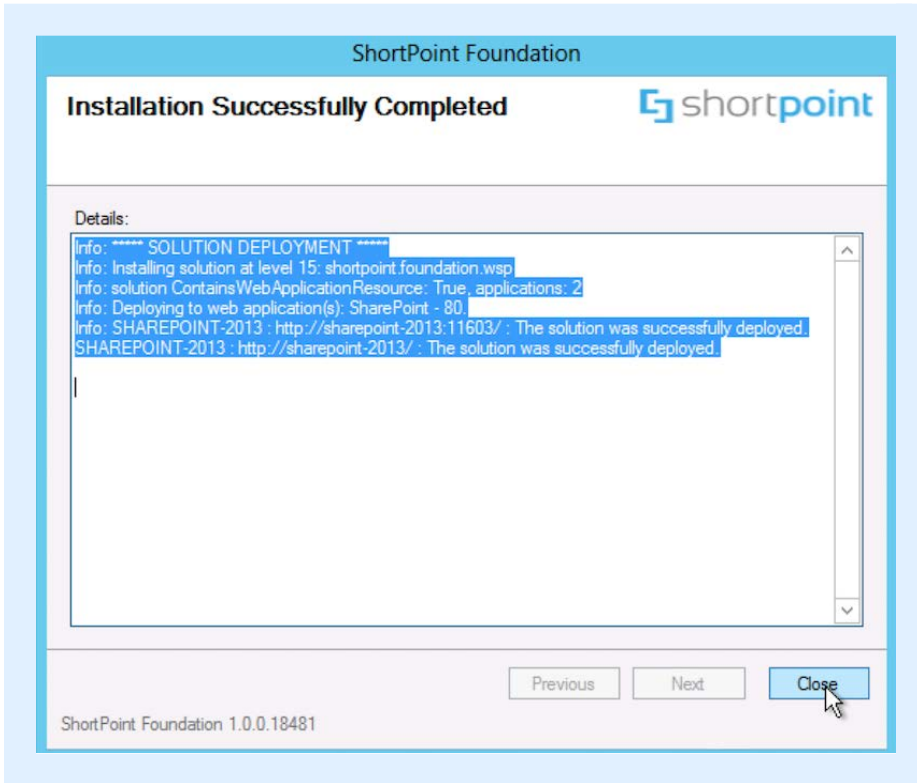 ShortPoint Foundation
Installation Successfully Completed
shortpoint
Details:
Info: ***** SOLUTION DEPLOYMENT *****
Info: Installing solution at level 15: shortpoint.foundation.wsp
Info: solution ContainsWebApplicationResource: True, applications: 2
Info: Deploying to web application(s): SharePoint - 80.
Info: SHAREPOINT-2013 : http://sharepoint-2013:11603/ : The solution was successfully deployed.
SHAREPOINT-2013 : http://sharepoint-2013/ : The solution was successfully deployed.
Previous Next Close
ShortPoint Foundation 1.0.0.18481